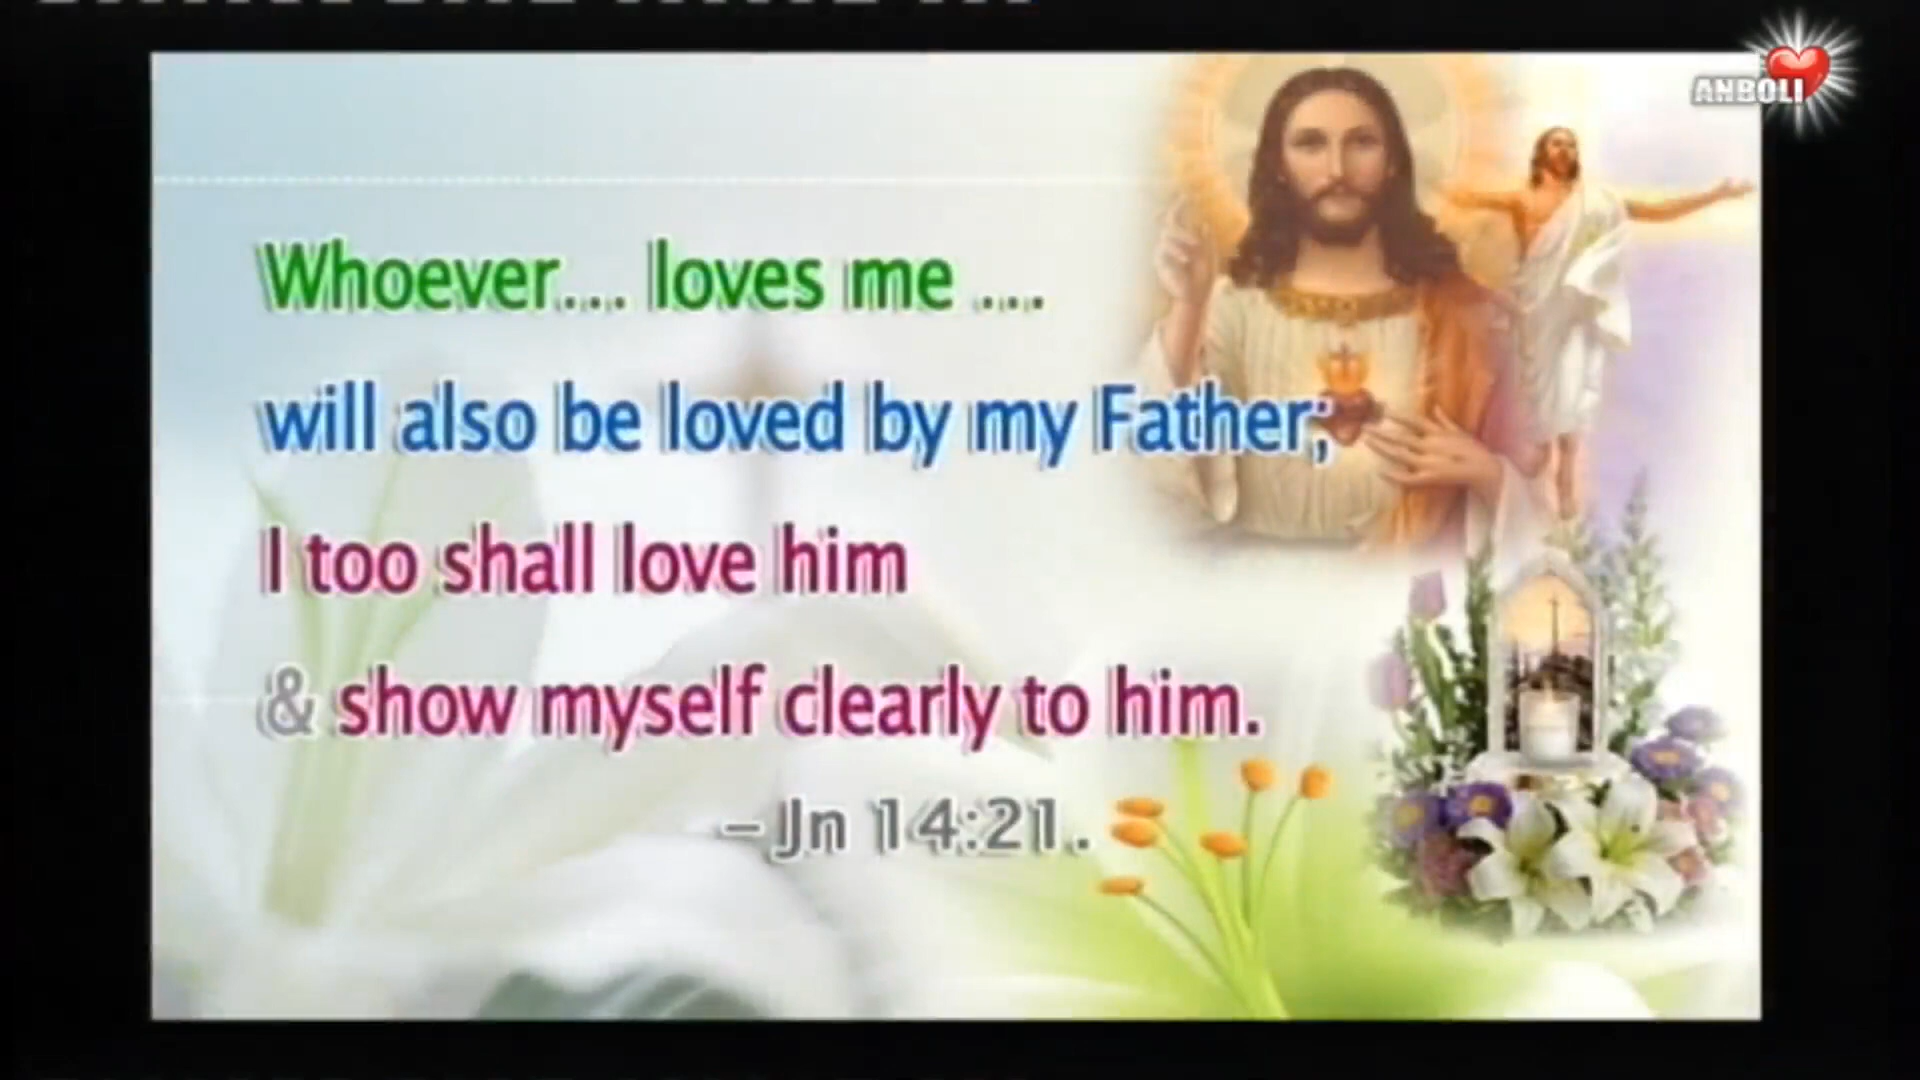 ANBOLI
Whoever... loves me ....
will also be loved by my Father;
I too shall love him
& show myself clearly to him.
– Jn 14:21.